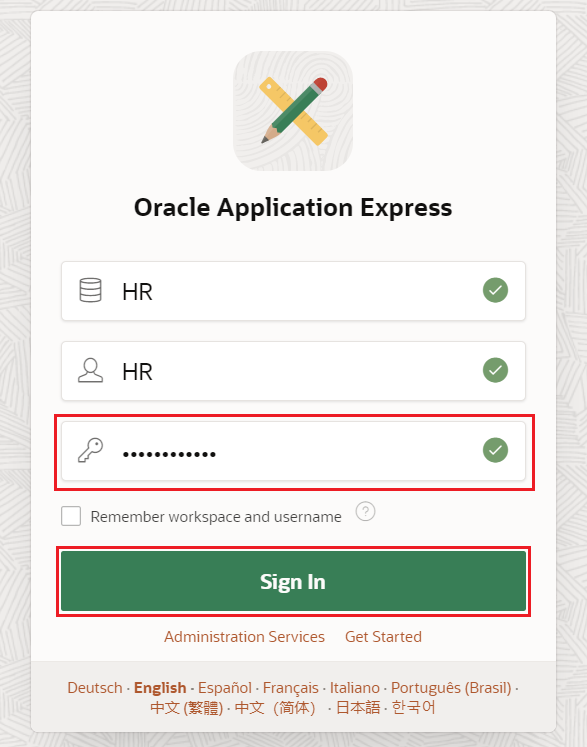 Oracle Application Express
HR
HR
••••••••••••
Remember workspace and username ?
Sign In
Administration Services Get Started
Deutsch · English · Español · Français · Italiano · Português (Brasil) ·
中文 (繁體) · 中文（简体） · 日本語 · 한국어